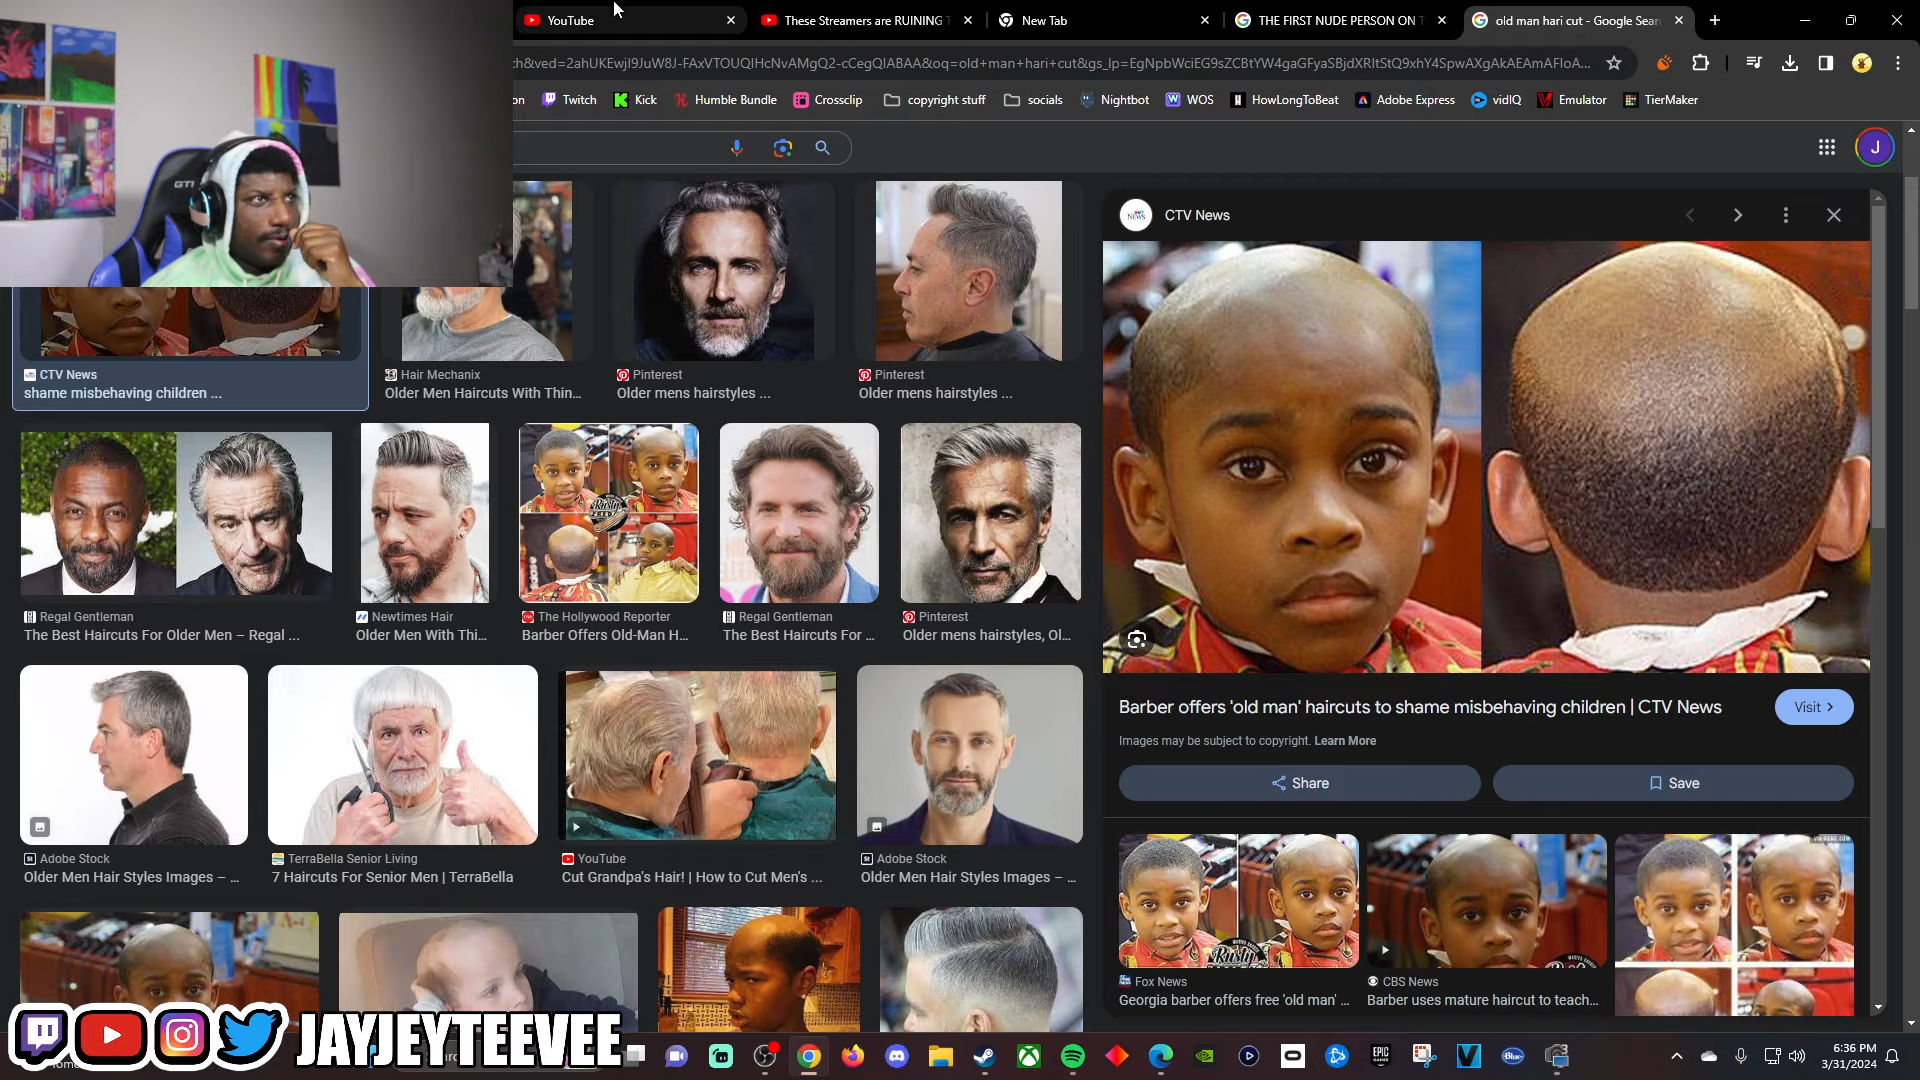 YouTube
These Streamers are RUINING T
New Tab
THE FIRST NUDE PERSON ON T
old man hari cut - Google Sear
ch&ved=2ahUKEwjI9JuW8J-FAxVTOUQIHcNvAMgQ2-cCegQIABAA&oq=old+man+hari+cut&gs_lp=EgNpbWciEG9sZCBtYW4gaGFyaSBjdXRItStQ9xhY4SpwAXgAkAEAmAFIoA...
on
Twitch
Kick
Humble Bundle
Crossclip
copyright stuff
socials
Nightbot
WOS
HowLongToBeat
Adobe Express
vidIQ
Emulator
TierMaker
J
GTI
NEWS
CTV News
CTV News
shame misbehaving children ...
Hair Mechanix
Older Men Haircuts With Thin...
Pinterest
Older mens hairstyles ...
Pinterest
Older mens hairstyles ...
Regal Gentleman
The Best Haircuts For Older Men – Regal ...
Newtimes Hair
Older Men With Thi...
The Hollywood Reporter
Barber Offers Old-Man H...
Regal Gentleman
The Best Haircuts For ...
Pinterest
Older mens hairstyles, Ol...
Barber offers 'old man' haircuts to shame misbehaving children | CTV News
Visit
Images may be subject to copyright. Learn More
Share
Save
Adobe Stock
Older Men Hair Styles Images – ...
TerraBella Senior Living
7 Haircuts For Senior Men | TerraBella
YouTube
Cut Grandpa's Hair! | How to Cut Men's ...
Adobe Stock
Older Men Hair Styles Images – ...
Fox News
Georgia barber offers free 'old man' ...
CBS News
Barber uses mature haircut to teach...
JAYJEYTEEVEE
EPIC
GAMES
Blue
6:36 PM
3/31/2024